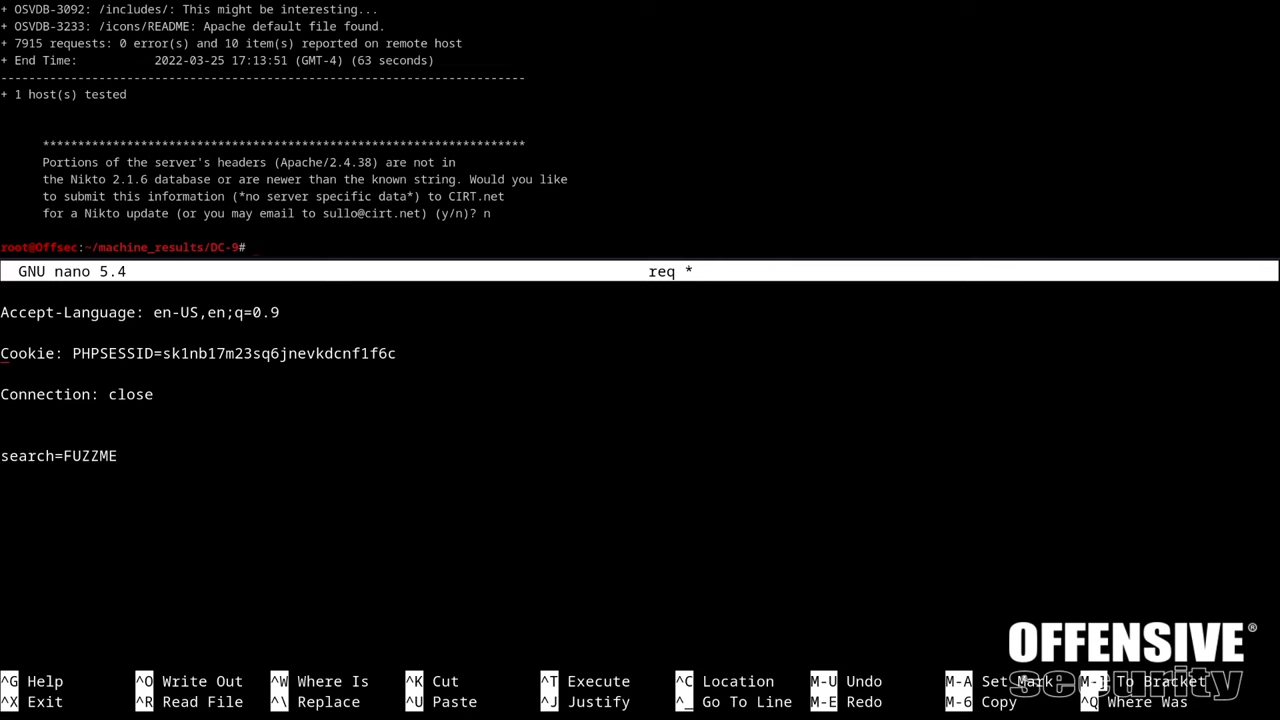 + OSVDB-3092: /includes/: This might be interesting...
+ OSVDB-3233: /icons/README: Apache default file found.
+ 7915 requests: 0 error(s) and 10 item(s) reported on remote host
+ End Time:           2022-03-25 17:13:51 (GMT-4) (63 seconds)
---------------------------------------------------------------------------
+ 1 host(s) tested
*********************************************************************
Portions of the server's headers (Apache/2.4.38) are not in
the Nikto 2.1.6 database or are newer than the known string. Would you like
to submit this information (*no server specific data*) to CIRT.net
for a Nikto update (or you may email to sullo@cirt.net) (y/n)? n
root@Offsec:~/machine_results/DC-9#
GNU nano 5.4 req *
Accept-Language: en-US,en;q=0.9
Cookie: PHPSESSID=sk1nb17m23sq6jnevkdcnf1f6c
Connection: close
search=FUZZME
OFFENSIVE®
security
^G Help ^O Write Out ^W Where Is ^K Cut ^T Execute ^C Location M-U Undo M-A Set Mark M-] To Bracket
^X Exit ^R Read File ^\ Replace ^U Paste ^J Justify ^_ Go To Line M-E Redo M-6 Copy ^Q Where Was